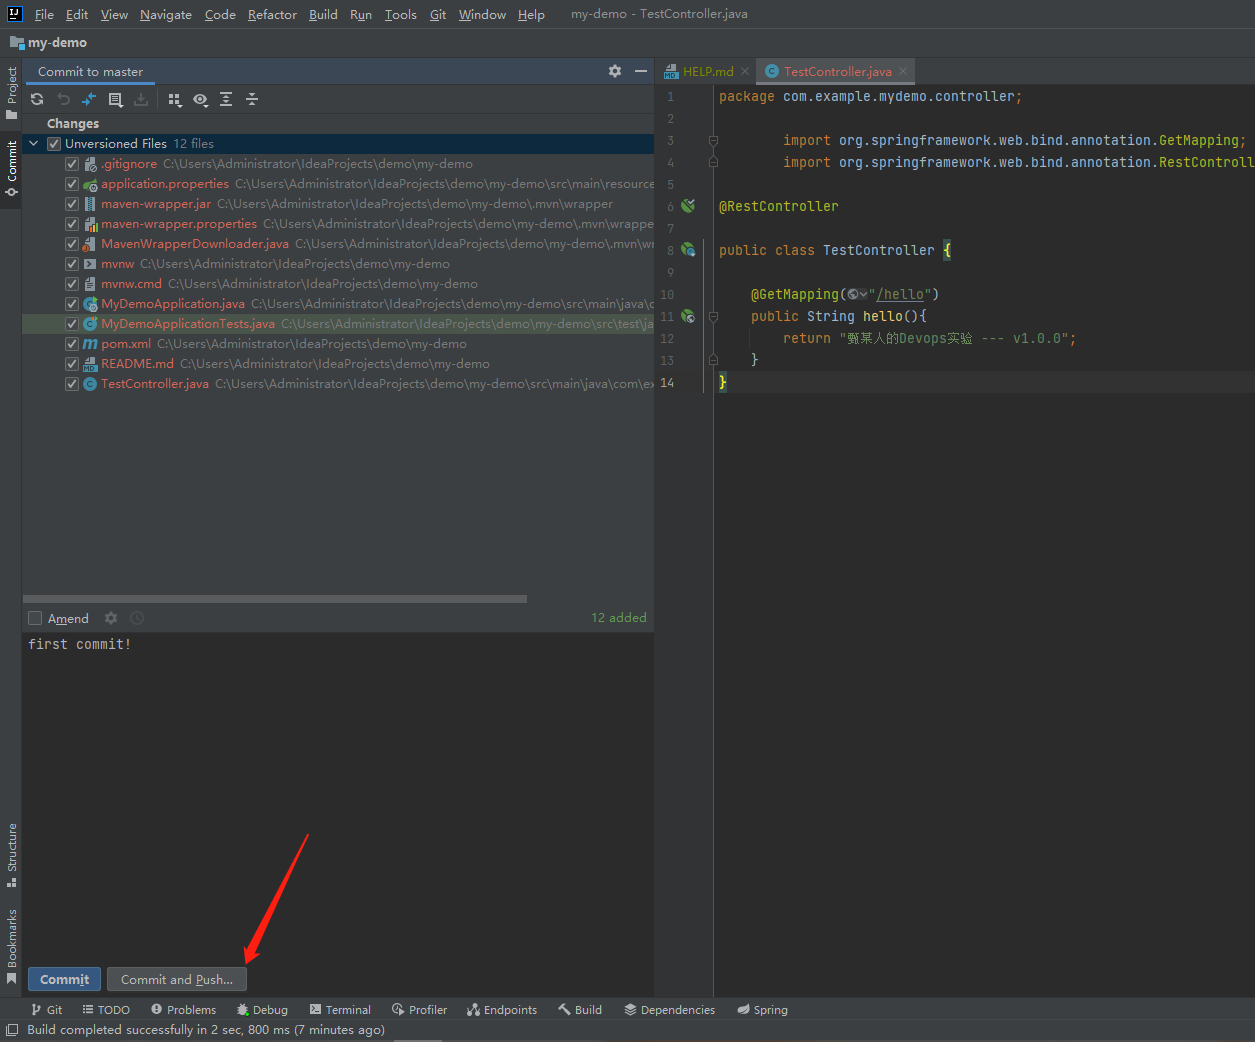 File Edit View Navigate Code Refactor Build Run Tools Git Window Help my-demo - TestController.java
my-demo
Project
Commit
Structure
Bookmarks
Commit to master
Changes
Unversioned Files 12 files
.gitignore C:\Users\Administrator\IdeaProjects\demo\my-demo
application.properties C:\Users\Administrator\IdeaProjects\demo\my-demo\src\main\resource
maven-wrapper.jar C:\Users\Administrator\IdeaProjects\demo\my-demo\.mvn\wrapper
maven-wrapper.properties C:\Users\Administrator\IdeaProjects\demo\my-demo\.mvn\wrappe
MavenWrapperDownloader.java C:\Users\Administrator\IdeaProjects\demo\my-demo\.mvn\wr
mvnw C:\Users\Administrator\IdeaProjects\demo\my-demo
mvnw.cmd C:\Users\Administrator\IdeaProjects\demo\my-demo
MyDemoApplication.java C:\Users\Administrator\IdeaProjects\demo\my-demo\src\main\java\c
MyDemoApplicationTests.java C:\Users\Administrator\IdeaProjects\demo\my-demo\src\test\ja
pom.xml C:\Users\Administrator\IdeaProjects\demo\my-demo
README.md C:\Users\Administrator\IdeaProjects\demo\my-demo
TestController.java C:\Users\Administrator\IdeaProjects\demo\my-demo\src\main\java\com\ex
Amend 12 added
first commit!
Commit Commit and Push...
HELP.md TestController.java
1 package com.example.mydemo.controller;
2
3 import org.springframework.web.bind.annotation.GetMapping;
4 import org.springframework.web.bind.annotation.RestControll
5
6 @RestController
7
8 public class TestController {
9
10 @GetMapping("/hello")
11 public String hello(){
12 return "甄某人的Devops实验 --- v1.0.0";
13 }
14 }
Git TODO Problems Debug Terminal Profiler Endpoints Build Dependencies Spring
Build completed successfully in 2 sec, 800 ms (7 minutes ago)